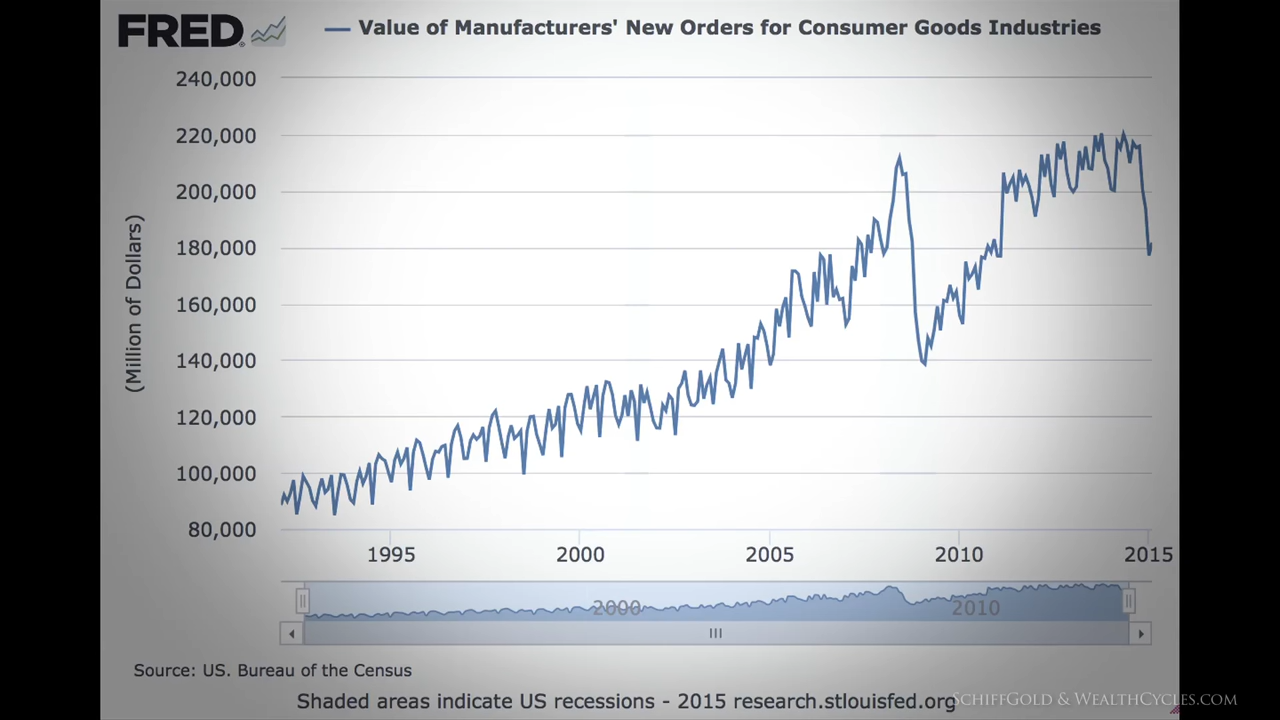 FRED
Value of Manufacturers' New Orders for Consumer Goods Industries
240,000
220,000
200,000
180,000
160,000
140,000
120,000
100,000
80,000
(Million of Dollars)
1995 2000 2005 2010 2015
2000 2010
Source: US. Bureau of the Census
Shaded areas indicate US recessions - 2015 research.stlouisfed.org
SchiffGold & WealthCycles.com